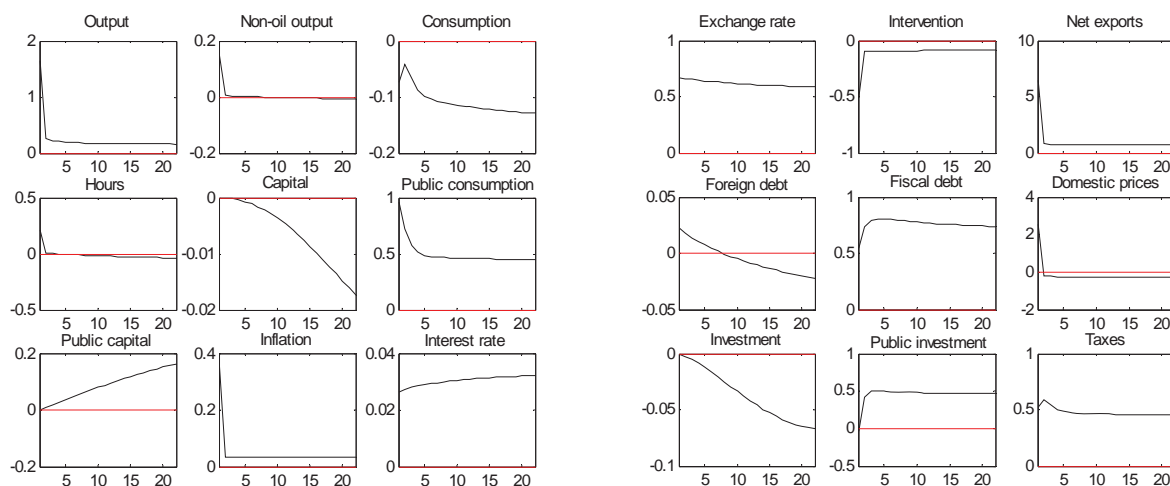 Output Non-oil output Consumption Exchange rate Intervention Net exports
2 0.2 0 1 0 10
1 0 -0.1 0.5 -0.5 5
0 -0.2 -0.2 0 -1 0
5 10 15 20 5 10 15 20 5 10 15 20 5 10 15 20 5 10 15 20 5 10 15 20
Hours Capital Public consumption Foreign debt Fiscal debt Domestic prices
0.5 0 1 0.05 1 4
2
0 -0.01 0.5 0 0.5 0
-0.5 -0.02 0 -0.05 0 -2
5 10 15 20 5 10 15 20 5 10 15 20 5 10 15 20 5 10 15 20 5 10 15 20
Public capital Inflation Interest rate Investment Public investment Taxes
0.2 0.4 0.04 0 1 1
0.5
0 0.2 0.02 -0.05 0 0.5
-0.2 0 0 -0.1 -0.5 0
5 10 15 20 5 10 15 20 5 10 15 20 5 10 15 20 5 10 15 20 5 10 15 20